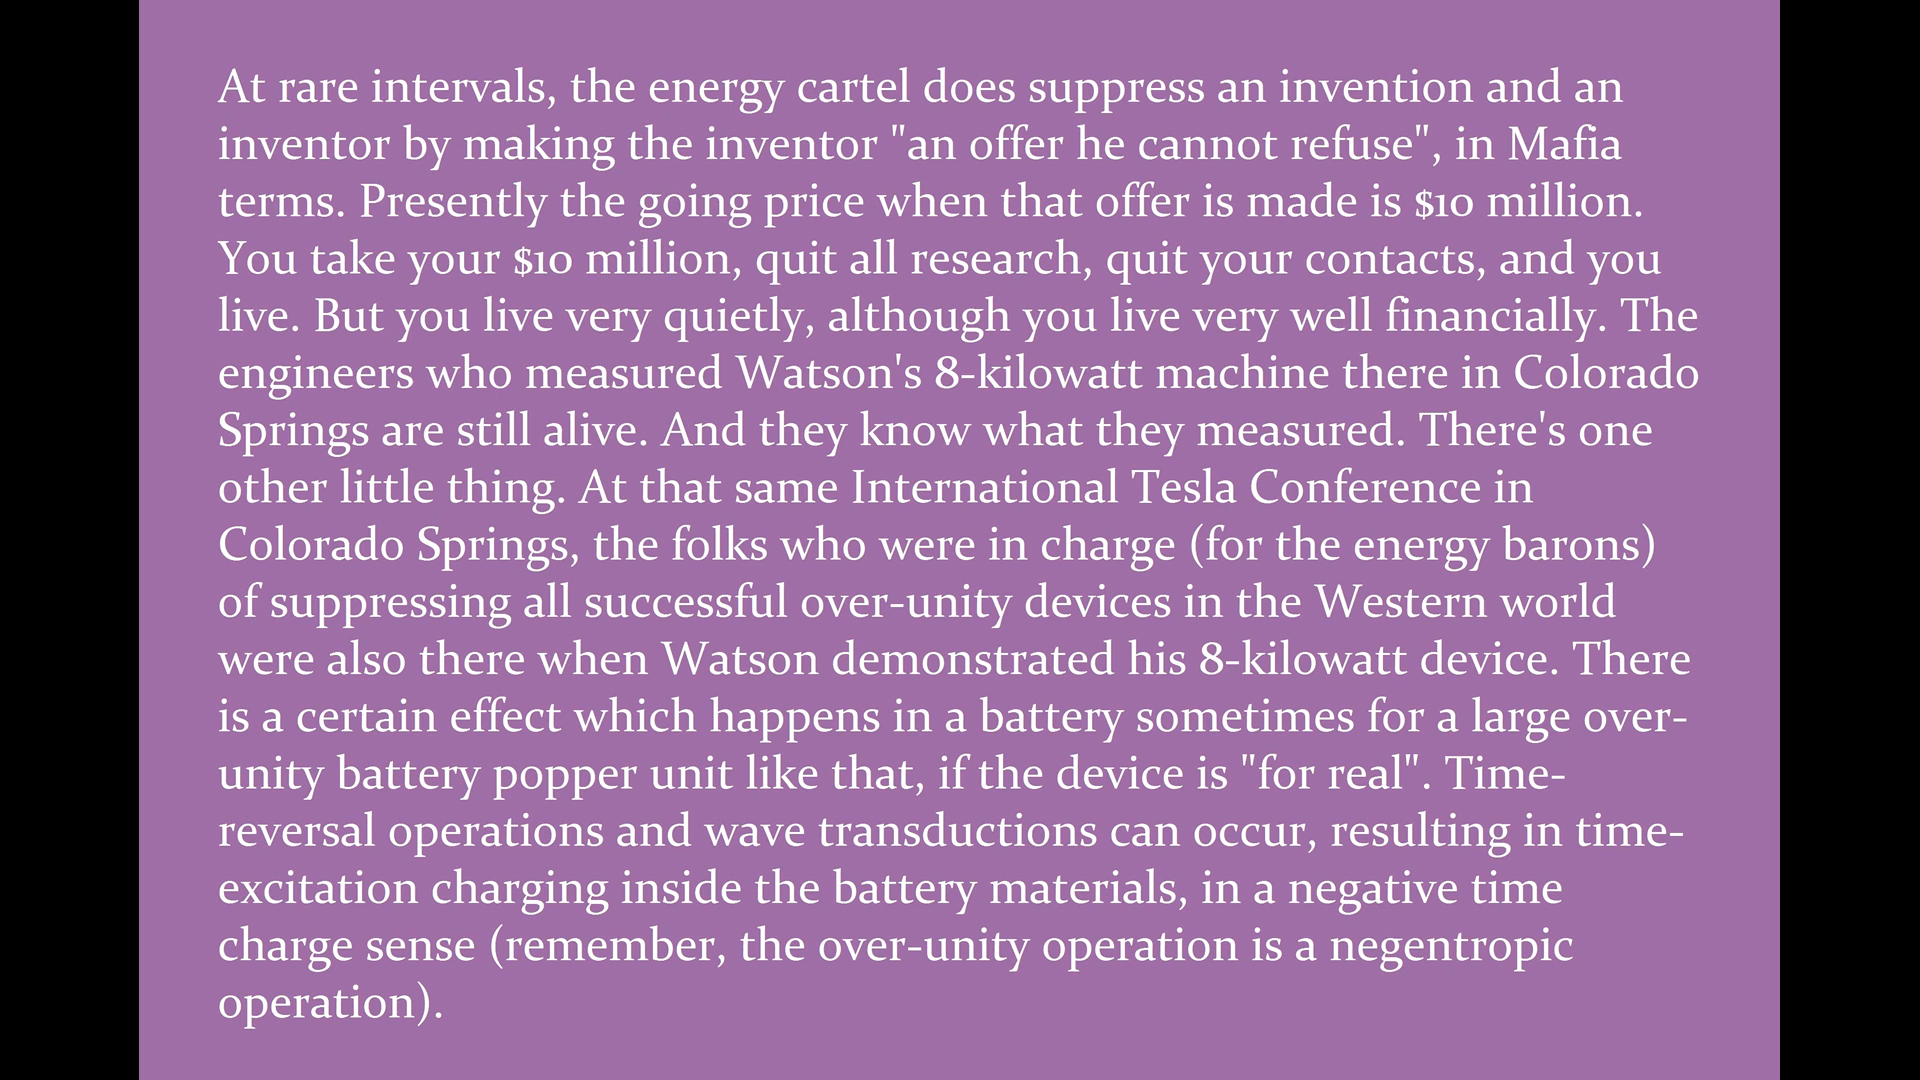 At rare intervals, the energy cartel does suppress an invention and an
inventor by making the inventor "an offer he cannot refuse", in Mafia
terms. Presently the going price when that offer is made is $10 million.
You take your $10 million, quit all research, quit your contacts, and you
live. But you live very quietly, although you live very well financially. The
engineers who measured Watson's 8-kilowatt machine there in Colorado
Springs are still alive. And they know what they measured. There's one
other little thing. At that same International Tesla Conference in
Colorado Springs, the folks who were in charge (for the energy barons)
of suppressing all successful over-unity devices in the Western world
were also there when Watson demonstrated his 8-kilowatt device. There
is a certain effect which happens in a battery sometimes for a large over-
unity battery popper unit like that, if the device is "for real". Time-
reversal operations and wave transductions can occur, resulting in time-
excitation charging inside the battery materials, in a negative time
charge sense (remember, the over-unity operation is a negentropic
operation).